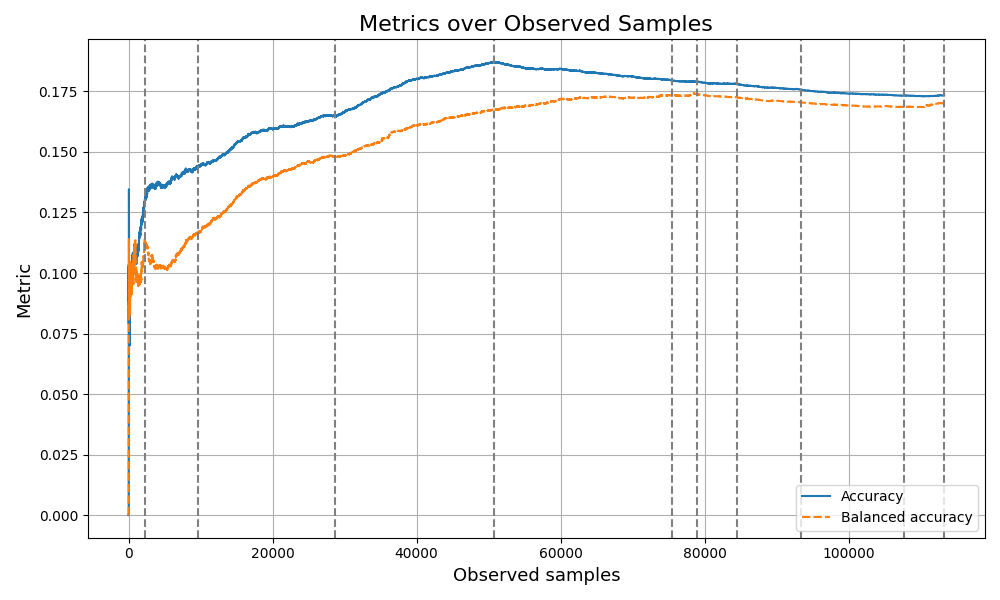 Metrics over Observed Samples
Metric
0.175
0.150
0.125
0.100
0.075
0.050
0.025
0.000
0 20000 40000 60000 80000 100000
Observed samples
Accuracy
Balanced accuracy